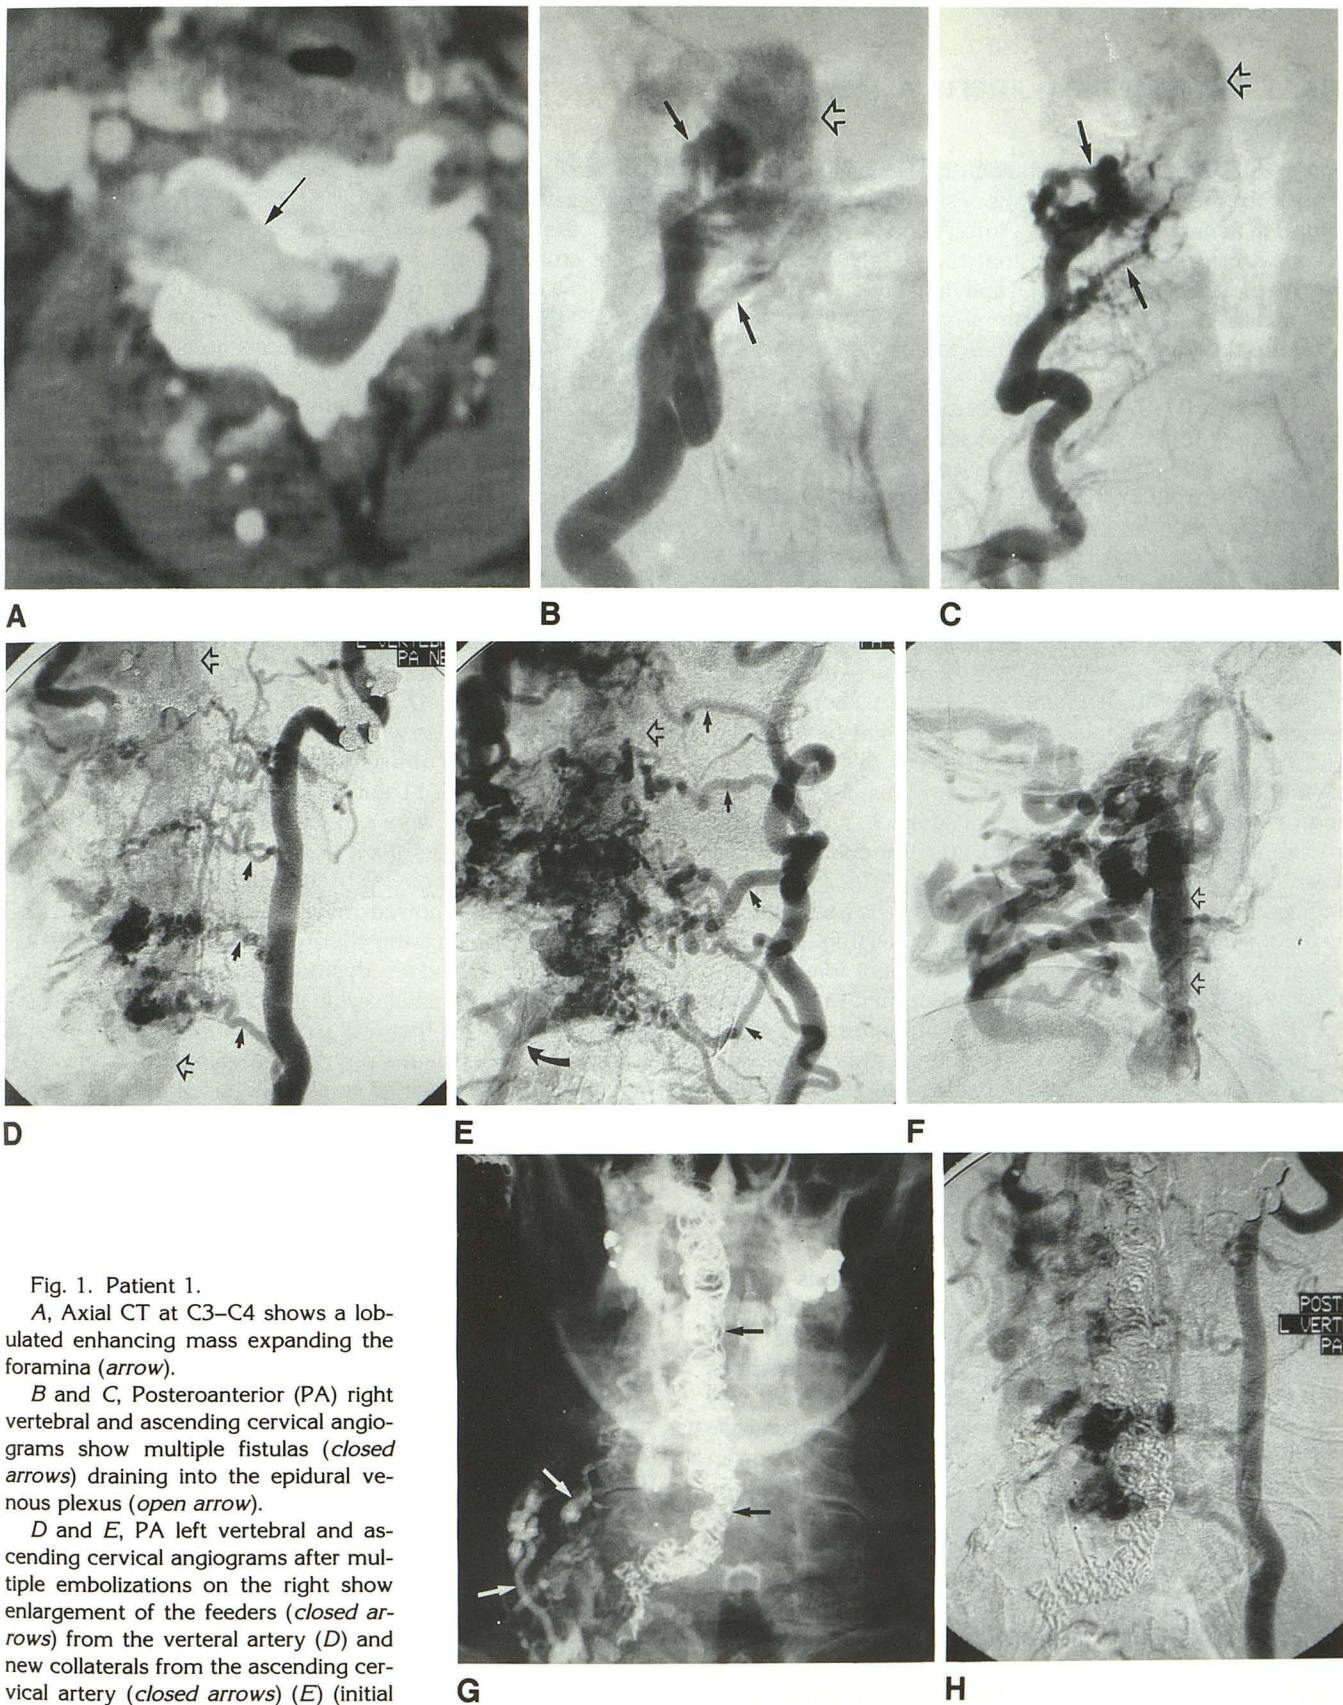 A
B
C
L VERTEB
PA NE
PA
D
E
F
Fig. 1. Patient 1.
A, Axial CT at C3–C4 shows a lob-
ulated enhancing mass expanding the
foramina (arrow).
B and C, Posteroanterior (PA) right
vertebral and ascending cervical angio-
grams show multiple fistulas (closed
arrows) draining into the epidural ve-
nous plexus (open arrow).
D and E, PA left vertebral and as-
cending cervical angiograms after mul-
tiple embolizations on the right show
enlargement of the feeders (closed ar-
rows) from the verteral artery (D) and
new collaterals from the ascending cer-
vical artery (closed arrows) (E) (initial
POST
L VERT
PA
G
H